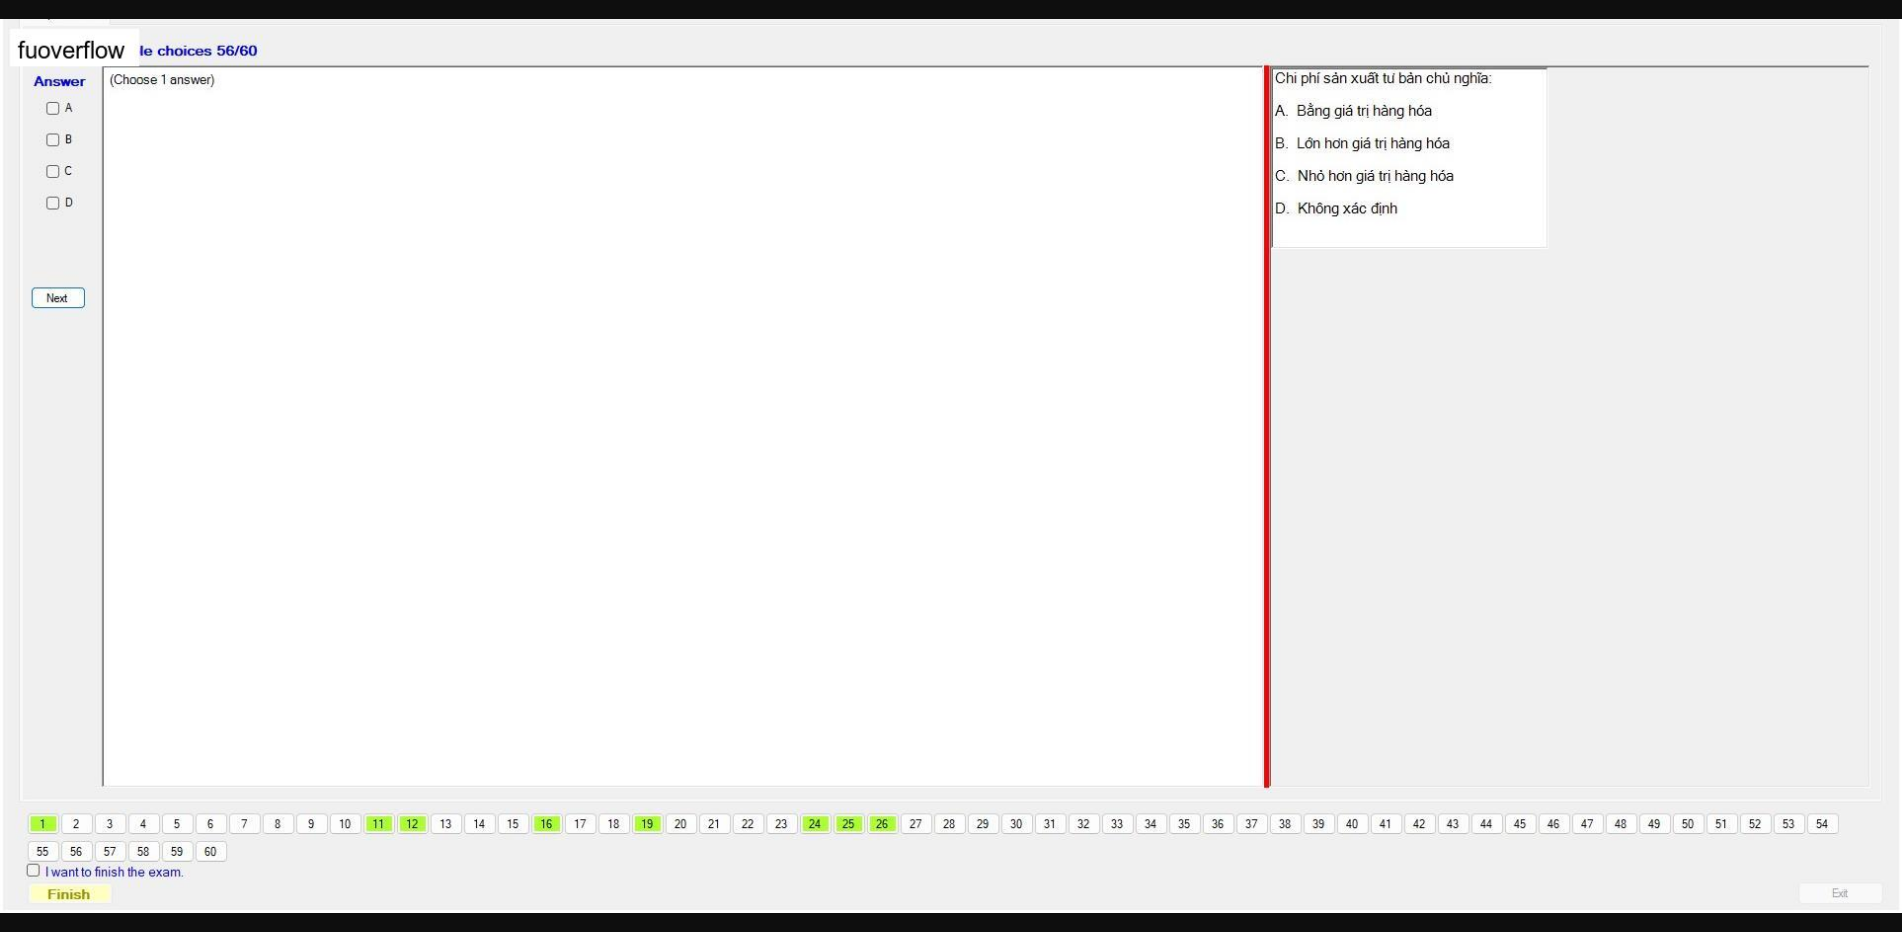 fuoverflow le choices 56/60
Answer
(Choose 1 answer)
A
B
C
D
Next
Chi phí sản xuất tư bản chủ nghĩa:
A. Bằng giá trị hàng hóa
B. Lớn hơn giá trị hàng hóa
C. Nhỏ hơn giá trị hàng hóa
D. Không xác định
1 2 3 4 5 6 7 8 9 10 11 12 13 14 15 16 17 18 19 20 21 22 23 24 25 26 27 28 29 30 31 32 33 34 35 36 37 38 39 40 41 42 43 44 45 46 47 48 49 50 51 52 53 54
55 56 57 58 59 60
I want to finish the exam.
Finish
Exit